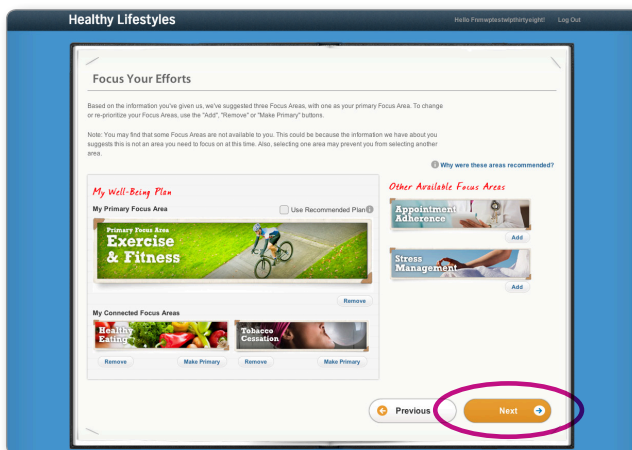 Healthy Lifestyles
Hello Fnmwptestwlpthirtysight! Log Out
Focus Your Efforts
Based on the information you've given us, we've suggested three Focus Areas, with one as your primary Focus Area. To change
or re-prioritize your Focus Areas, use the "Add", "Remove" or "Make Primary" buttons.
Note: You may find that some Focus Areas are not available to you. This could be because the information we have about you
suggests this is not an area you need to focus on at this time. Also, selecting one area may prevent you from selecting another
area.
Why were these areas recommended?
My Well-Being Plan
My Primary Focus Area
Use Recommended Plan
Primary Focus Area
Exercise
& Fitness
Remove
My Connected Focus Areas
Healthy
Eating
Remove
Make Primary
Tobacco
Cessation
Remove
Make Primary
Other Available Focus Areas
Appointment
Adherence
Add
Stress
Management
Add
Previous
Next